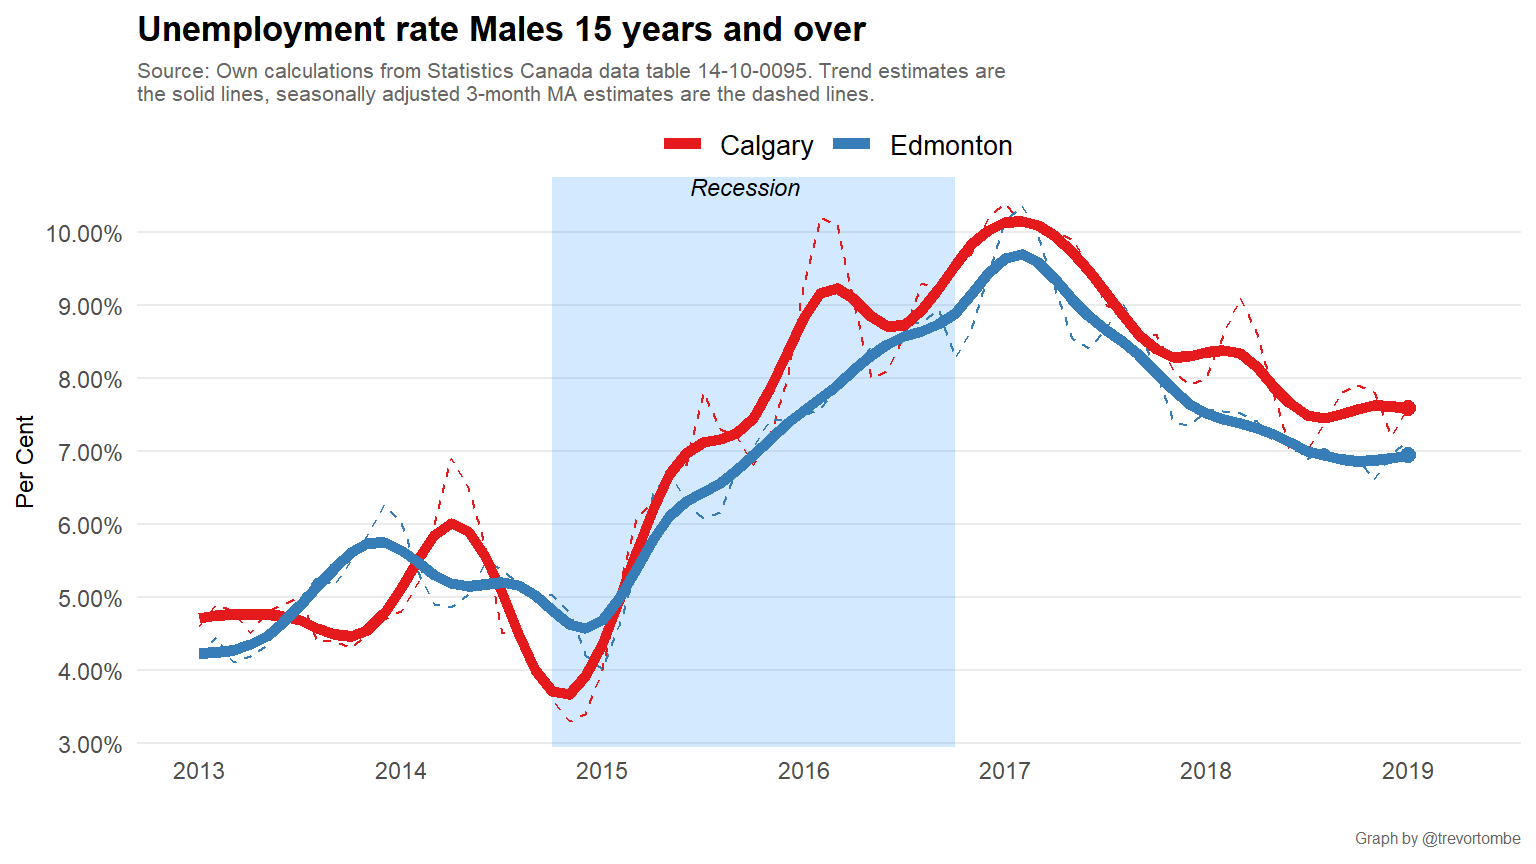 Unemployment rate Males 15 years and over
Source: Own calculations from Statistics Canada data table 14-10-0095. Trend estimates are
the solid lines, seasonally adjusted 3-month MA estimates are the dashed lines.
Calgary Edmonton
Recession
10.00%
9.00%
8.00%
7.00%
6.00%
5.00%
4.00%
3.00%
Per Cent
2013 2014 2015 2016 2017 2018 2019
Graph by @trevortombe